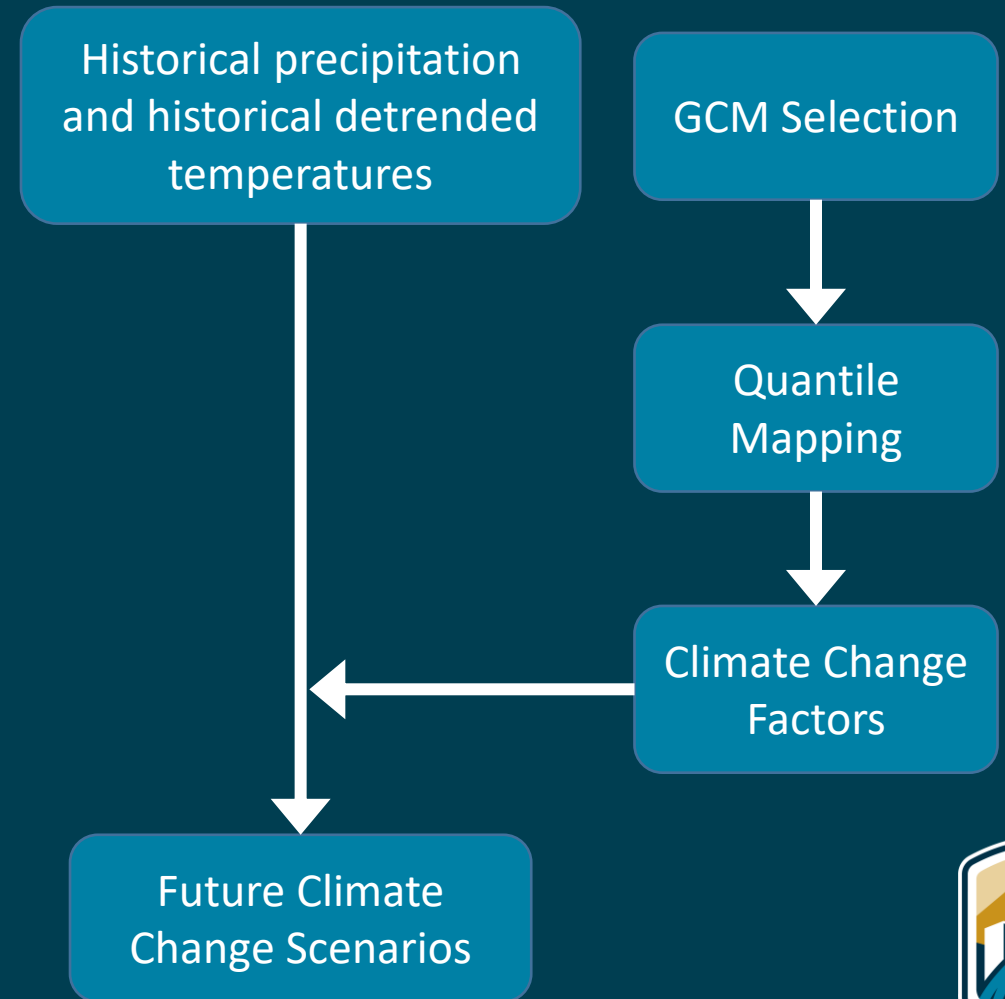 Historical precipitation
and historical detrended
temperatures
GCM Selection
Quantile
Mapping
Climate Change
Factors
Future Climate
Change Scenarios